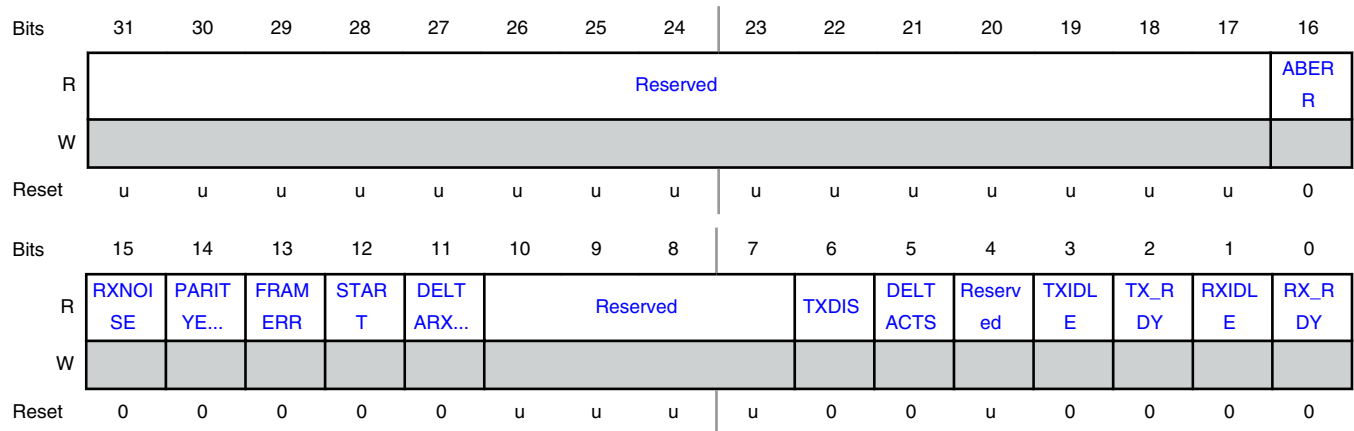 Bits 31 30 29 28 27 26 25 24 23 22 21 20 19 18 17 16
R Reserved ABER
R
W
Reset u u u u u u u u u u u u u u u 0
Bits 15 14 13 12 11 10 9 8 7 6 5 4 3 2 1 0
R RXNOI PARIT FRAM STAR DELT Reserved TXDIS DELT Reserv TXIDL TX_R RXIDL RX_R
SE YE... ERR T ARX... ACTS ed E DY E DY
W
Reset 0 0 0 0 0 u u u u 0 0 u 0 0 0 0